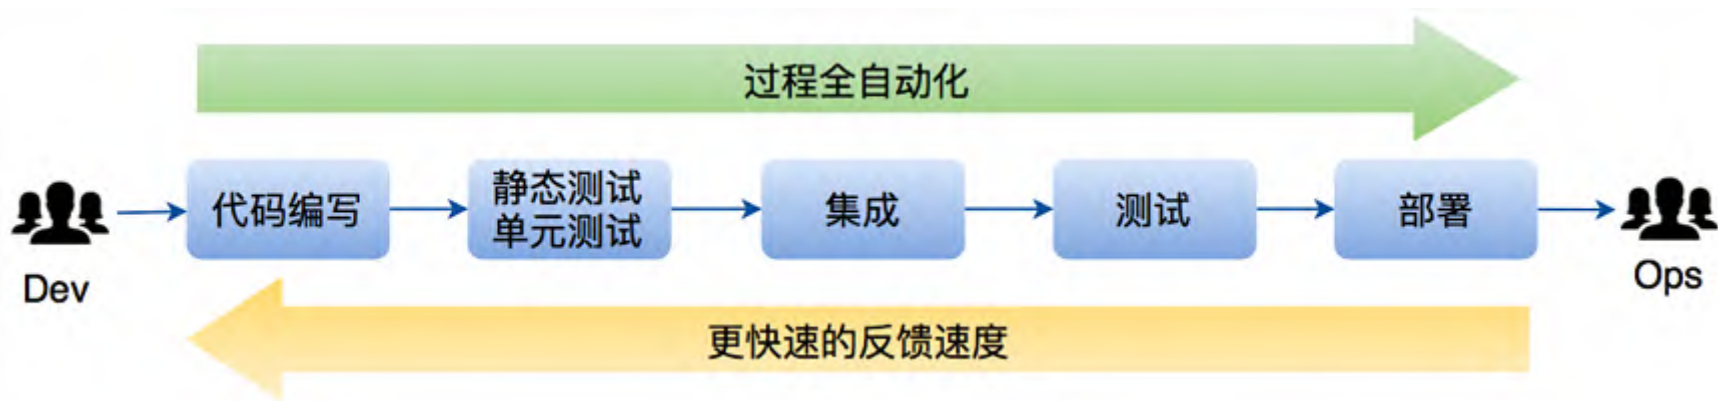 过程全自动化
Dev
代码编写
静态测试
单元测试
集成
测试
部署
Ops
更快速的反馈速度